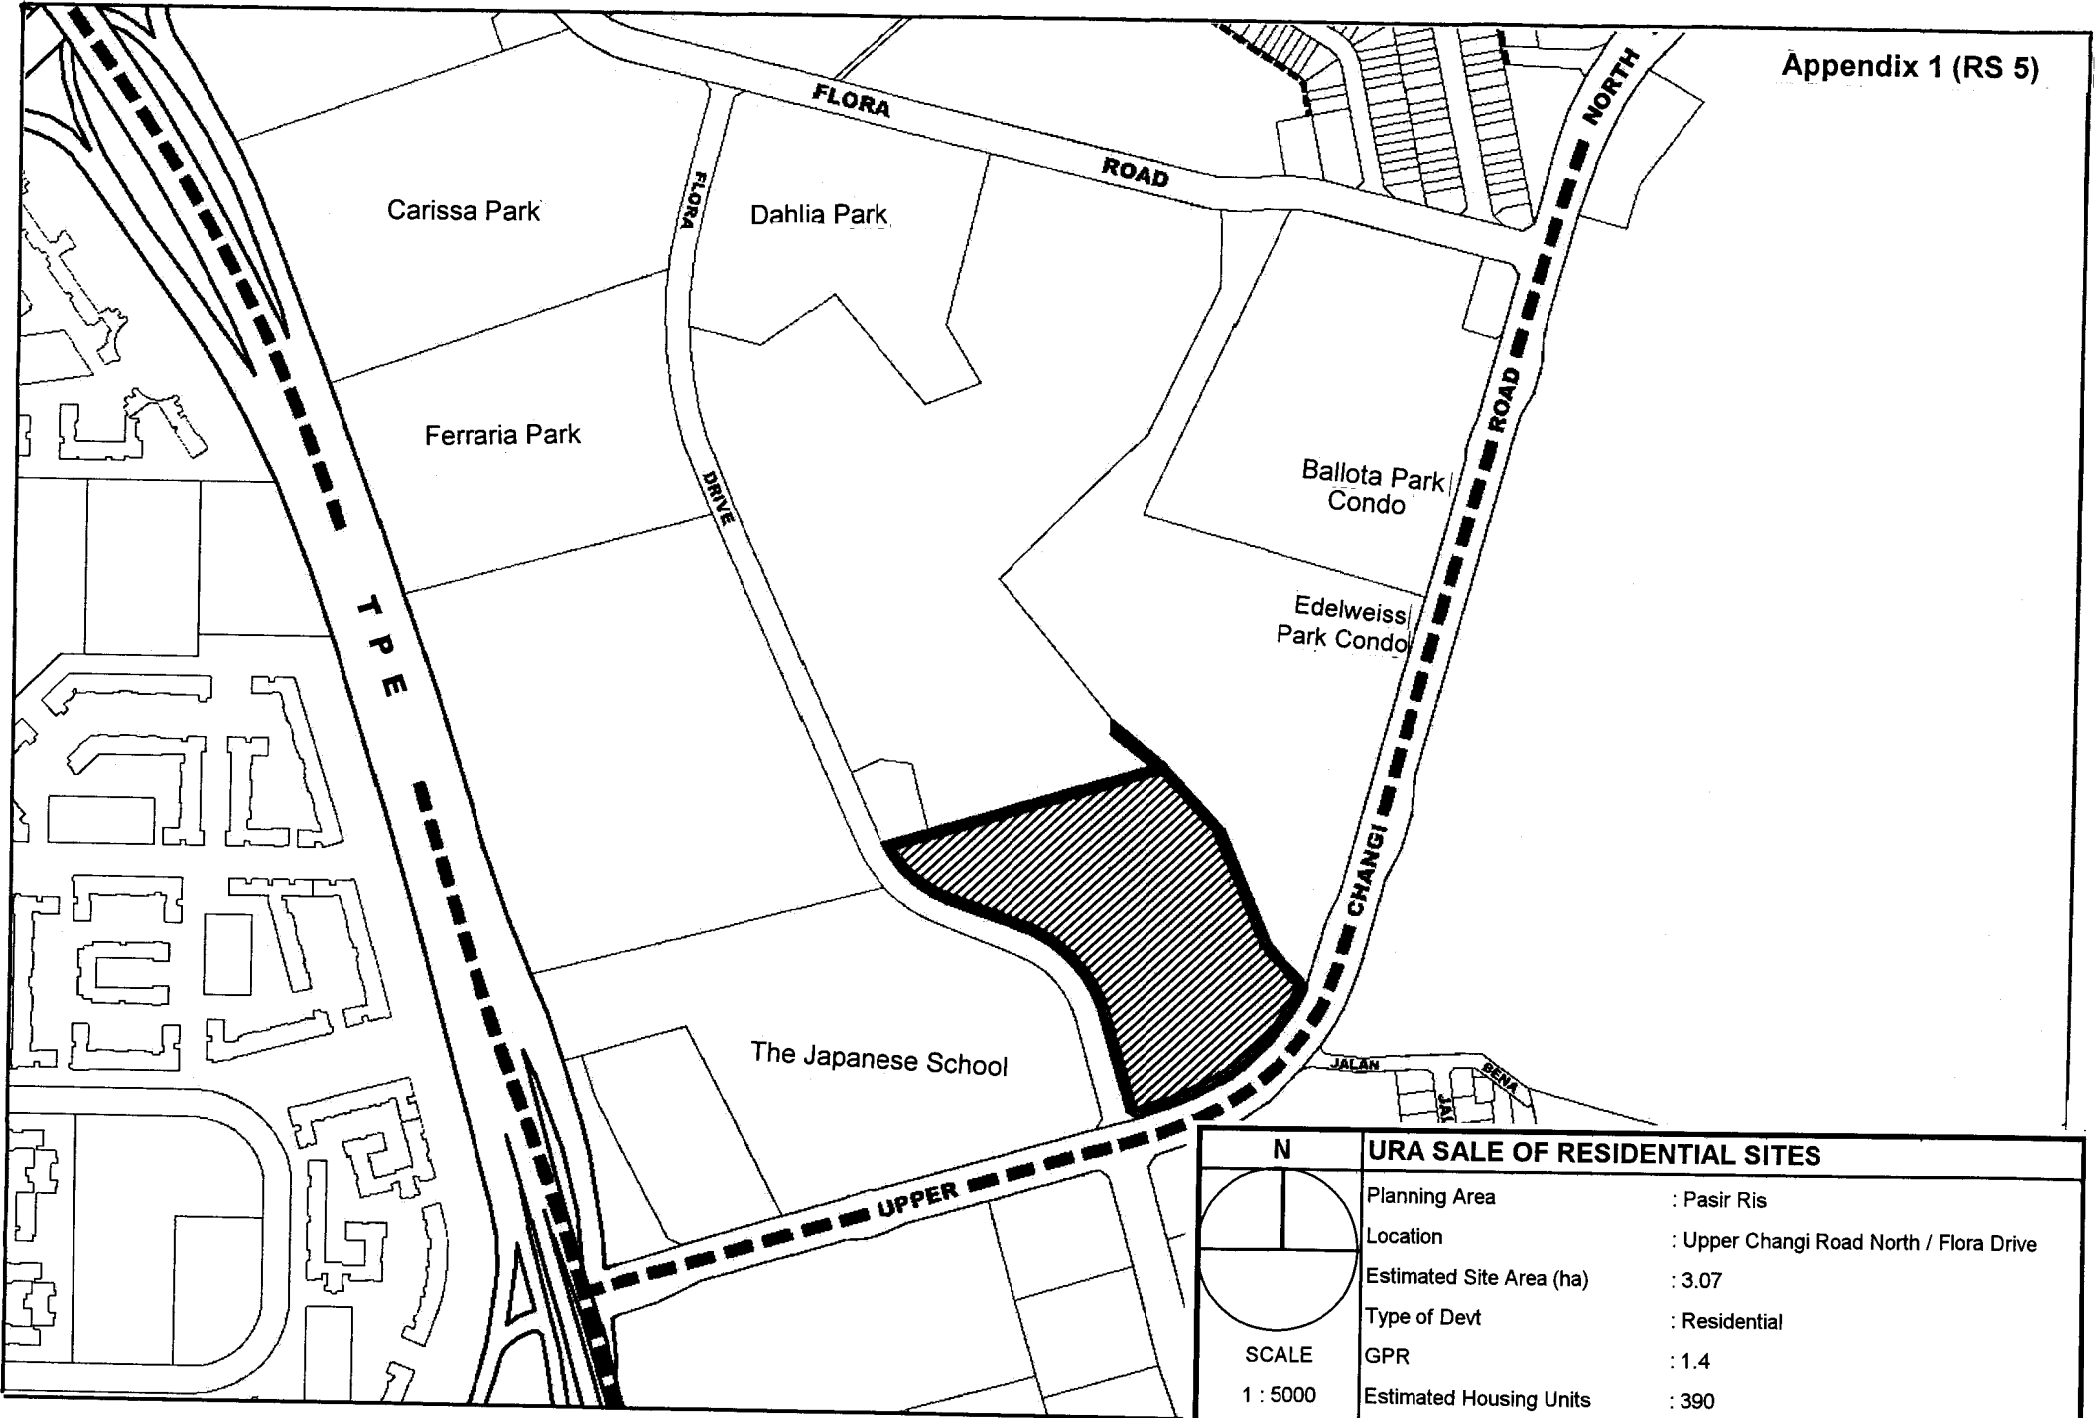 Appendix 1 (RS 5)
FLORA
ROAD
NORTH
Carissa Park
FLORA
Dahlia Park
Ferraria Park
DRIVE
ROAD
Ballota Park
Condo
Edelweiss
Park Condo
TPE
CHANGI
The Japanese School
JALAN
BENA
UPPER
N
URA SALE OF RESIDENTIAL SITES
Planning Area : Pasir Ris
Location : Upper Changi Road North / Flora Drive
Estimated Site Area (ha) : 3.07
Type of Devt : Residential
SCALE
GPR : 1.4
1 : 5000
Estimated Housing Units : 390